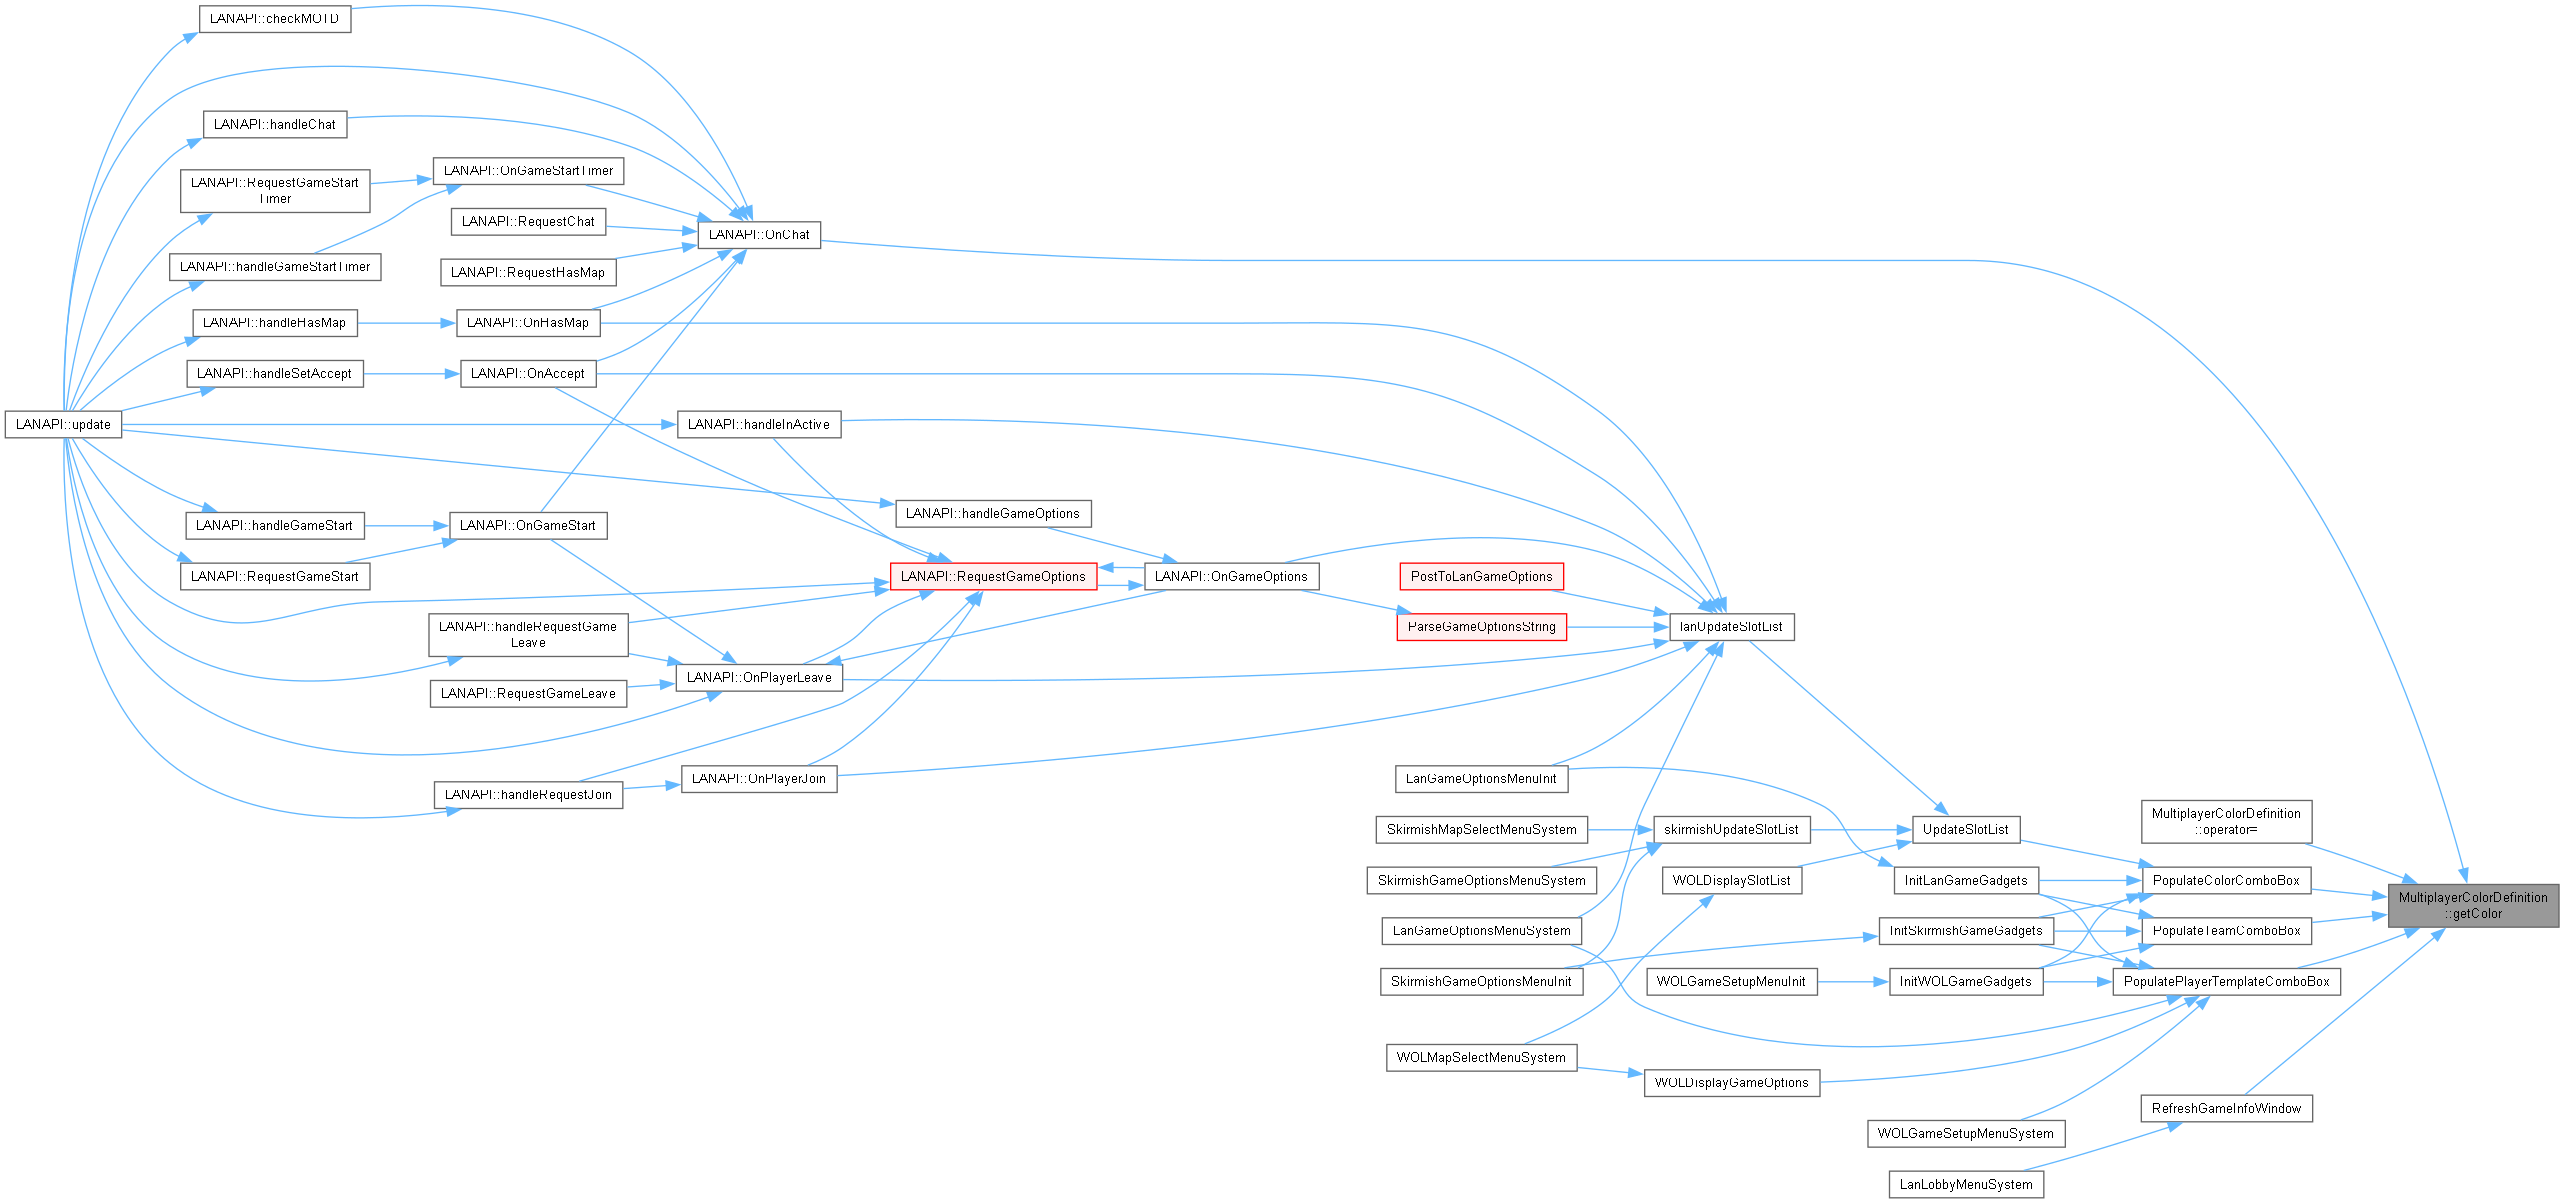 LANAPI::checkMOTD
LANAPI::handleChat
LANAPI::RequestGameStart
Timer
LANAPI::OnGameStartTimer
LANAPI::RequestChat
LANAPI::OnChat
LANAPI::handleGameStartTimer
LANAPI::RequestHasMap
LANAPI::handleHasMap
LANAPI::OnHasMap
LANAPI::handleSetAccept
LANAPI::OnAccept
LANAPI::update
LANAPI::handleInActive
LANAPI::handleGameOptions
LANAPI::handleGameStart
LANAPI::OnGameStart
LANAPI::RequestGameStart
LANAPI::RequestGameOptions
LANAPI::OnGameOptions
PostToLanGameOptions
LANAPI::handleRequestGame
Leave
ParseGameOptionsString
lanUpdateSlotList
LANAPI::RequestGameLeave
LANAPI::OnPlayerLeave
LANAPI::handleRequestJoin
LANAPI::OnPlayerJoin
LanGameOptionsMenuInit
SkirmishMapSelectMenuSystem
skirmishUpdateSlotList
UpdateSlotList
MultiplayerColorDefinition
::operator=
SkirmishGameOptionsMenuSystem
WOLDisplaySlotList
InitLanGameGadgets
PopulateColorComboBox
MultiplayerColorDefinition
::getColor
LanGameOptionsMenuSystem
InitSkirmishGameGadgets
PopulateTeamComboBox
SkirmishGameOptionsMenuInit
WOLGameSetupMenuInit
InitWOLGameGadgets
PopulatePlayerTemplateComboBox
WOLMapSelectMenuSystem
WOLDisplayGameOptions
RefreshGameInfoWindow
WOLGameSetupMenuSystem
LanLobbyMenuSystem